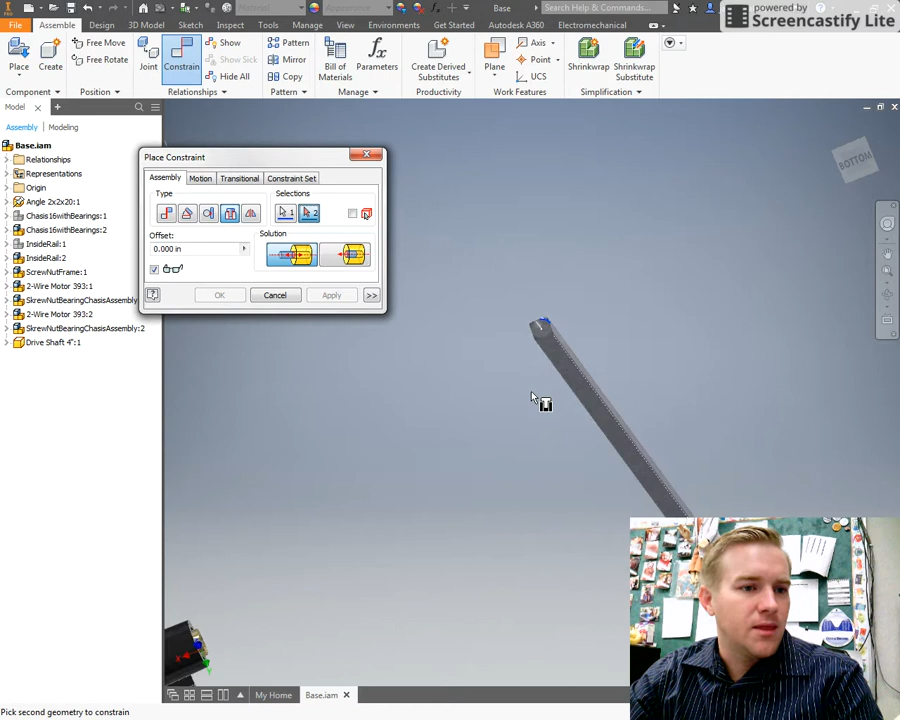 Material
Appearance
Base
Search Help & Commands...
powered by
Screencastify Lite
File Assemble Design 3D Model Sketch Inspect Tools Manage View Environments Get Started Vault Autodesk A360 Electromechanical
Place Create Free Move Free Rotate Joint Constrain Show Show Sick Hide All Pattern Mirror Copy Bill of Materials Parameters Create Derived Substitutes Plane Axis Point UCS Shrinkwrap Shrinkwrap Substitute
Component Position Relationships Pattern Manage Productivity Work Features Simplification
Model
Assembly Modeling
Base.iam
Relationships
Representations
Origin
Angle 2x2x20:1
Chasis16withBearings:1
Chasis16withBearings:2
InsideRail:1
InsideRail:2
ScrewNutFrame:1
2-Wire Motor 393:1
SkrewNutBearingChasisAssembly
2-Wire Motor 393:2
SkrewNutBearingChasisAssembly:2
Drive Shaft 4":1
Place Constraint
Assembly Motion Transitional Constraint Set
Type
Selections
1 2
Offset:
0.000 in
Solution
OK Cancel Apply >>
BOTTOM
x
y
My Home Base.iam
Pick second geometry to constrain